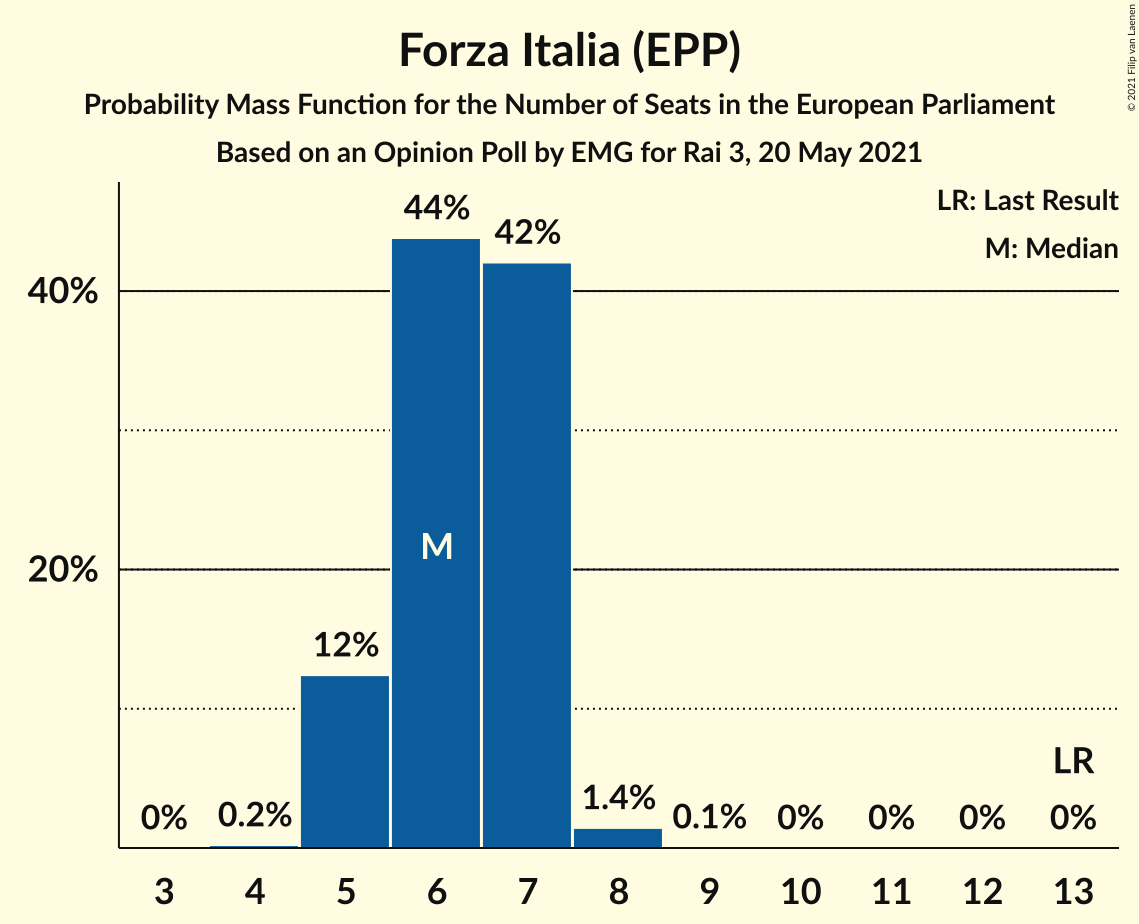 Forza Italia (EPP)
Probability Mass Function for the Number of Seats in the European Parliament
Based on an Opinion Poll by EMG for Rai 3, 20 May 2021
© 2021 Filip van Laenen
LR: Last Result
M: Median
40%
20%
0%
0.2%
12%
44%
42%
1.4%
0.1%
0%
0%
0%
0%
M
LR
3 4 5 6 7 8 9 10 11 12 13